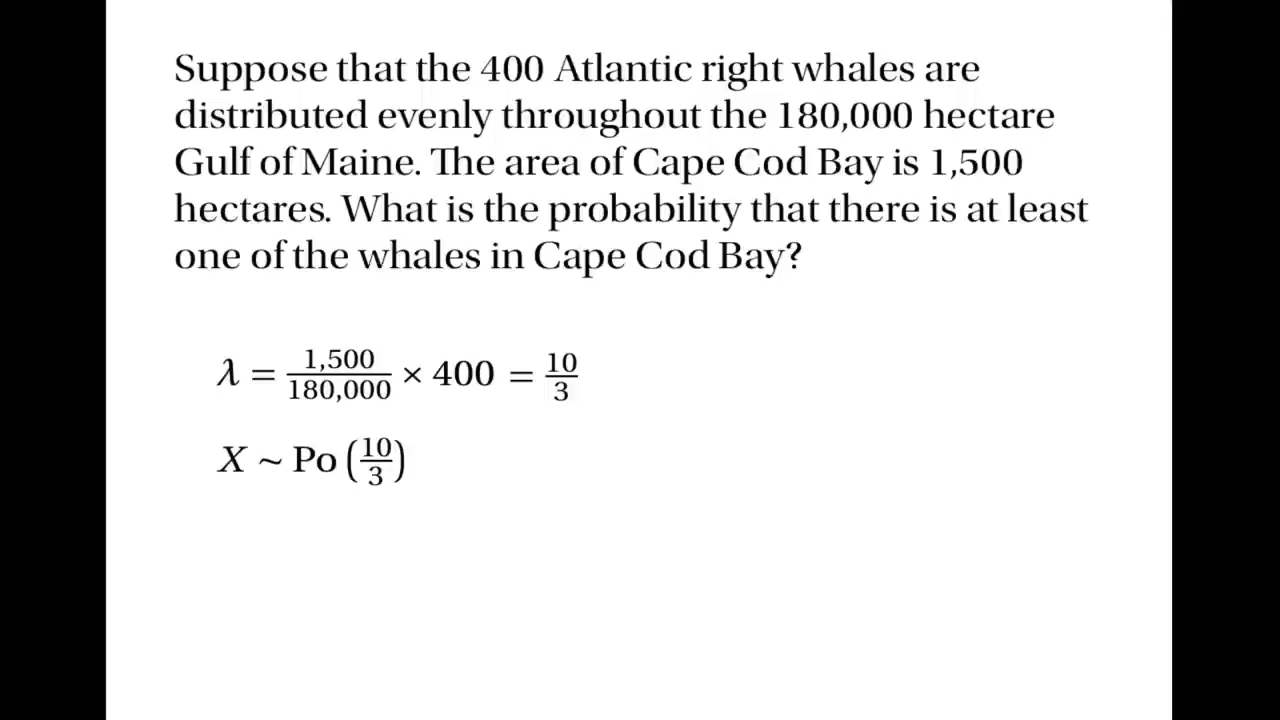 Suppose that the 400 Atlantic right whales are
distributed evenly throughout the 180,000 hectare
Gulf of Maine. The area of Cape Cod Bay is 1,500
hectares. What is the probability that there is at least
one of the whales in Cape Cod Bay?
λ = 1,500/180,000 × 400 = 10/3
X ~ Po (10/3)